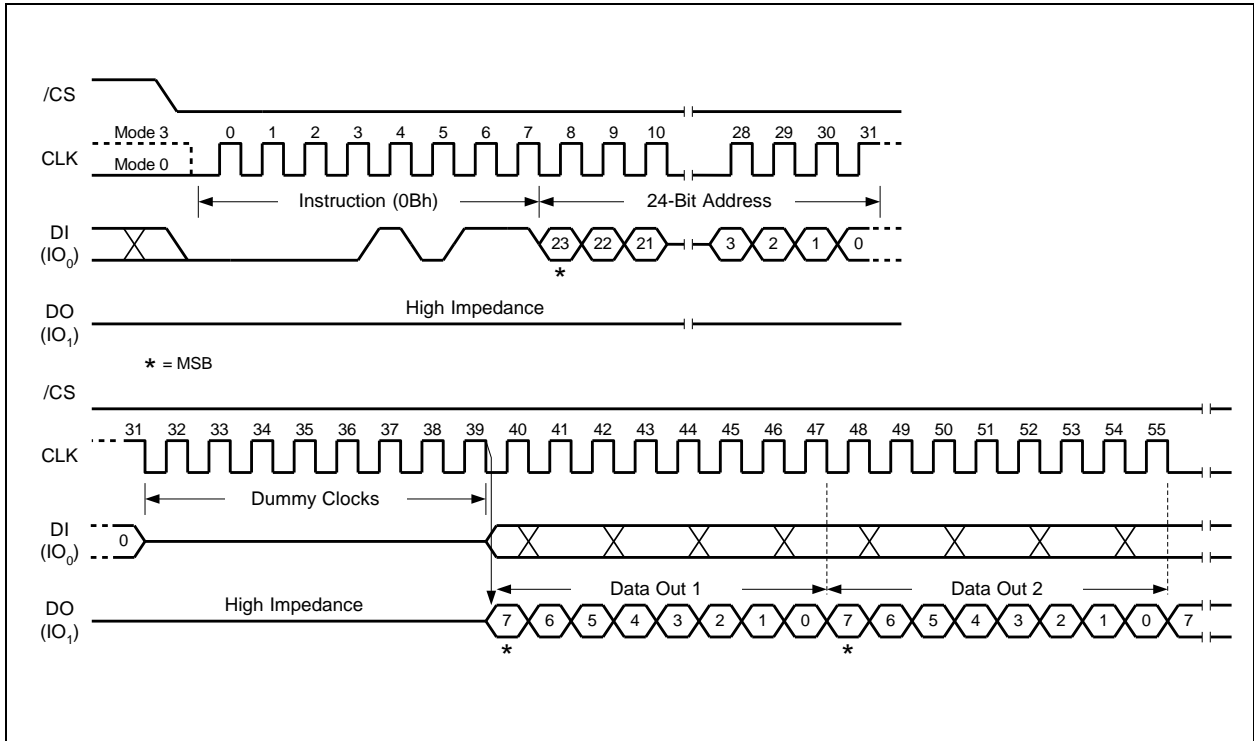 /CS
Mode 3 0 1 2 3 4 5 6 7 8 9 10 28 29 30 31
CLK
Mode 0
Instruction (0Bh) 24-Bit Address
DI
(IO0) 23 22 21 3 2 1 0
*
DO
(IO1)
High Impedance
* = MSB
/CS
31 32 33 34 35 36 37 38 39 40 41 42 43 44 45 46 47 48 49 50 51 52 53 54 55
CLK
Dummy Clocks
DI
(IO0) 0
Data Out 1 Data Out 2
DO
(IO1)
High Impedance 7 6 5 4 3 2 1 0 7 6 5 4 3 2 1 0 7
* *